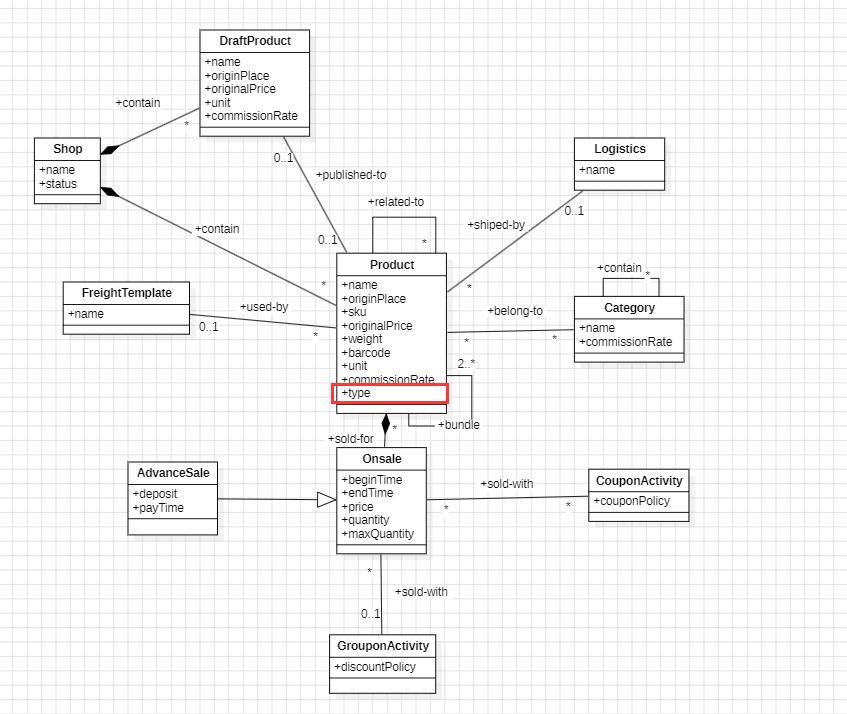 DraftProduct
+name
+originPlace
+originalPrice
+unit
+commissionRate
+contain
*
Shop
+name
+status
0..1
+published-to
0..1
+contain
*
+related-to
*
Logistics
+name
0..1
+shiped-by
*
Product
+name
+originPlace
+sku
+originalPrice
+weight
+barcode
+unit
+commissionRate
+type
FreightTemplate
+name
0..1
+used-by
*
+contain
*
Category
+name
+commissionRate
+belong-to
*
*
2..*
+bundle
*
+sold-for
Onsale
+beginTime
+endTime
+price
+quantity
+maxQuantity
AdvanceSale
+deposit
+payTime
+sold-with
*
*
CouponActivity
+couponPolicy
*
+sold-with
0..1
GrouponActivity
+discountPolicy